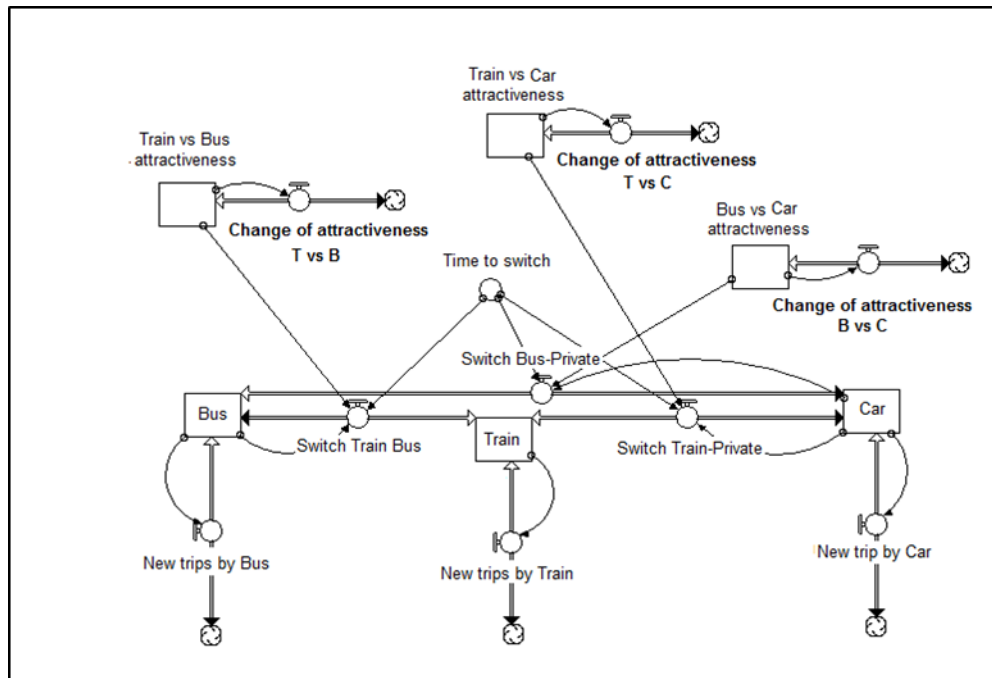 Train vs Car
attractiveness
Change of attractiveness
T vs C
Train vs Bus
attractiveness
Change of attractiveness
T vs B
Bus vs Car
attractiveness
Change of attractiveness
B vs C
Time to switch
Switch Bus-Private
Bus
Switch Train Bus
Train
Switch Train-Private
Car
New trips by Bus
New trips by Train
New trip by Car